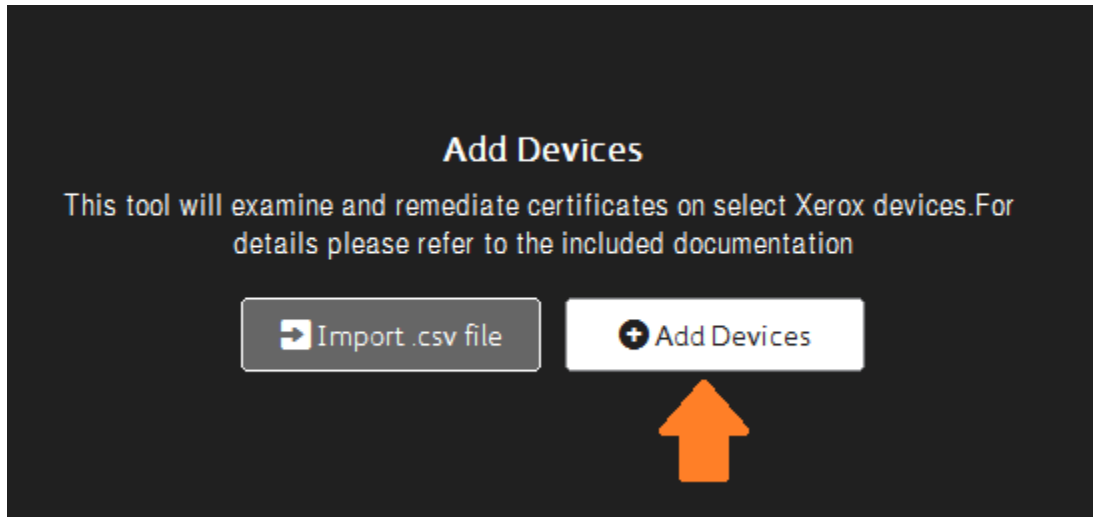 Add Devices
This tool will examine and remediate certificates on select Xerox devices.For
details please refer to the included documentation
Import .csv file
Add Devices